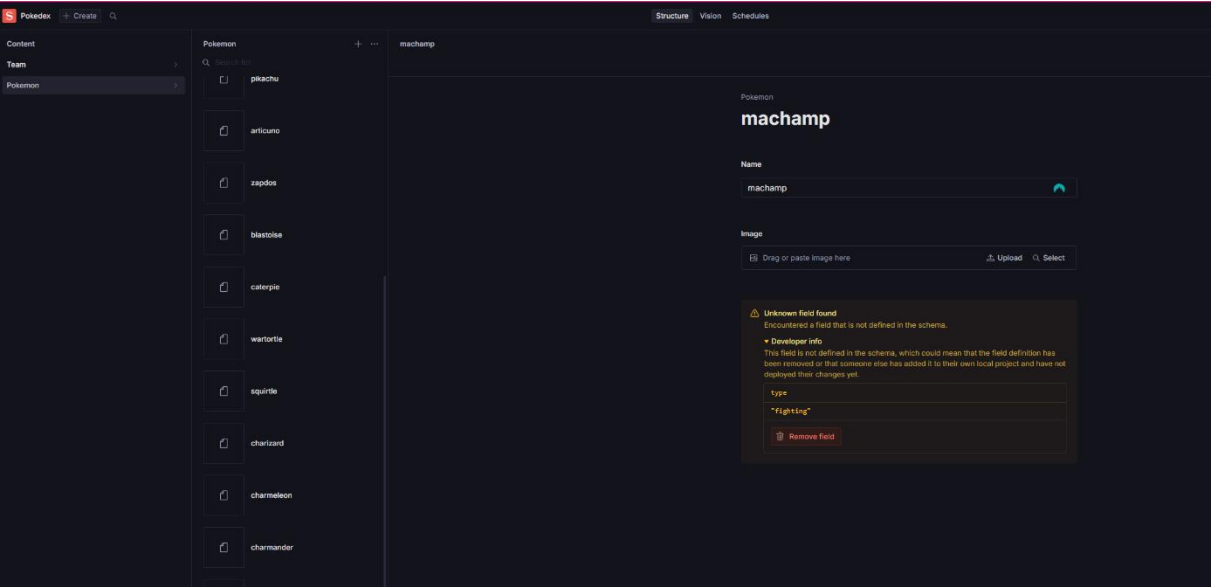 S Pokedex + Create
Structure Vision Schedules
Content
Team
Pokemon
Pokemon
Search list
pikachu
articuno
zapdos
blastoise
caterpie
wartortle
squirtle
charizard
charmeleon
charmander
machamp
Pokemon
machamp
Name
machamp
Image
Drag or paste image here Upload Select
Unknown field found
Encountered a field that is not defined in the schema.
Developer info
This field is not defined in the schema, which could mean that the field definition has
been removed or that someone else has added it to their own local project and have not
deployed their changes yet.
type
"fighting"
Remove field